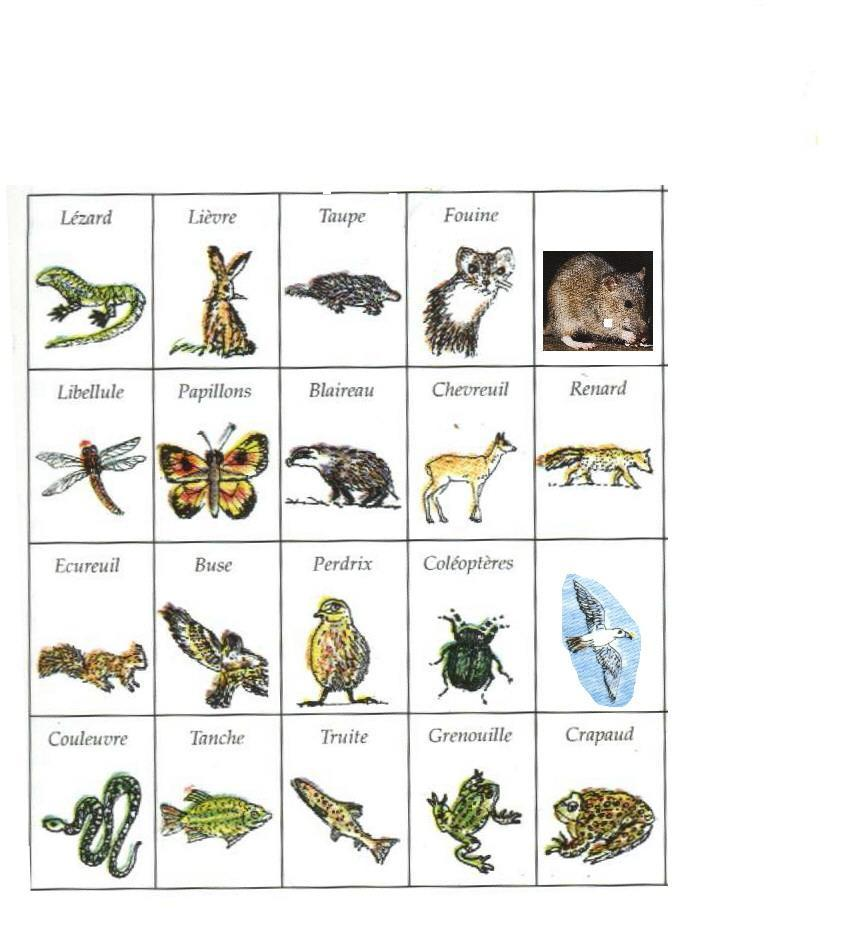 Lézard
Lièvre
Taupe
Fouine
Libellule
Papillons
Blaireau
Chevreuil
Renard
Ecureuil
Buse
Perdrix
Coléoptères
Couleuvre
Tanche
Truite
Grenouille
Crapaud